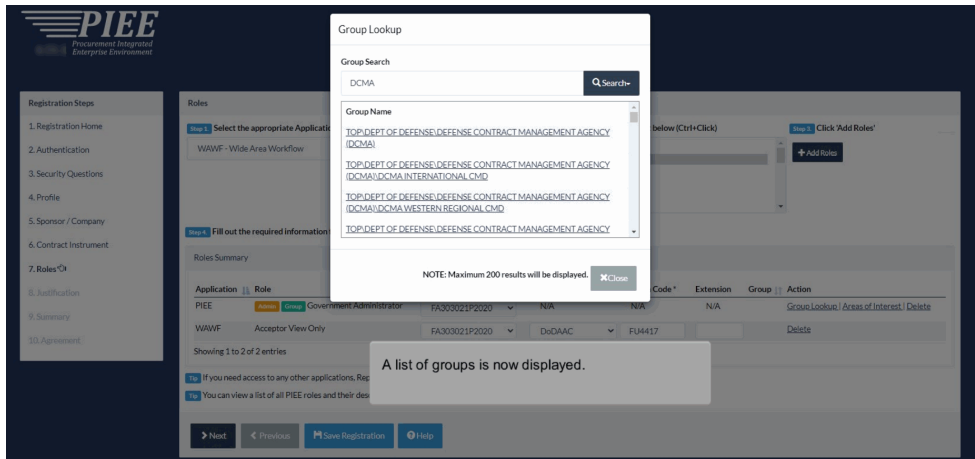 PIEE
Procurement Integrated
Enterprise Environment
Group Lookup
Group Search
DCMA
Search
Group Name
TOP\DEPT OF DEFENSE\DEFENSE CONTRACT MANAGEMENT AGENCY
(DCMA)
TOP\DEPT OF DEFENSE\DEFENSE CONTRACT MANAGEMENT AGENCY
(DCMA)\DCMA INTERNATIONAL CMD
TOP\DEPT OF DEFENSE\DEFENSE CONTRACT MANAGEMENT AGENCY
(DCMA)\DCMA WESTERN REGIONAL CMD
TOP\DEPT OF DEFENSE\DEFENSE CONTRACT MANAGEMENT AGENCY
NOTE: Maximum 200 results will be displayed.
Close
Registration Steps
1. Registration Home
2. Authentication
3. Security Questions
4. Profile
5. Sponsor / Company
6. Contract Instrument
7. Roles
8. Justification
9. Summary
10. Agreement
Roles
Step 1. Select the appropriate Applicatio
below (Ctrl+Click)
Step 3. Click 'Add Roles'
WAWF - Wide Area Workflow
Add Roles
Step 4. Fill out the required information
Roles Summary
Application Role Code * Extension Group Action
PIEE Admin Group Government Administrator FA303021P2020 N/A N/A N/A Group Lookup | Areas of Interest | Delete
WAWF Acceptor View Only FA303021P2020 DoDAAC FU4417 Delete
Showing 1 to 2 of 2 entries
A list of groups is now displayed.
Tip If you need access to any other applications, Rep
Tip You can view a list of all PIEE roles and their des
Next Previous Save Registration Help